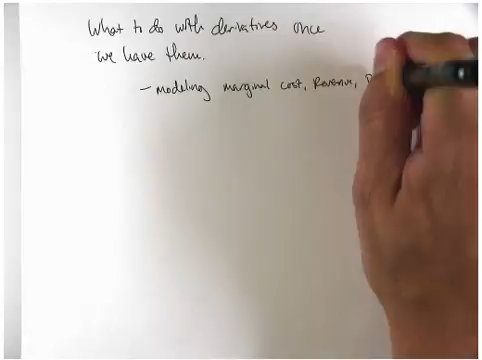 What to do with derivatives once
we have them.
- modeling marginal cost, Revenue,